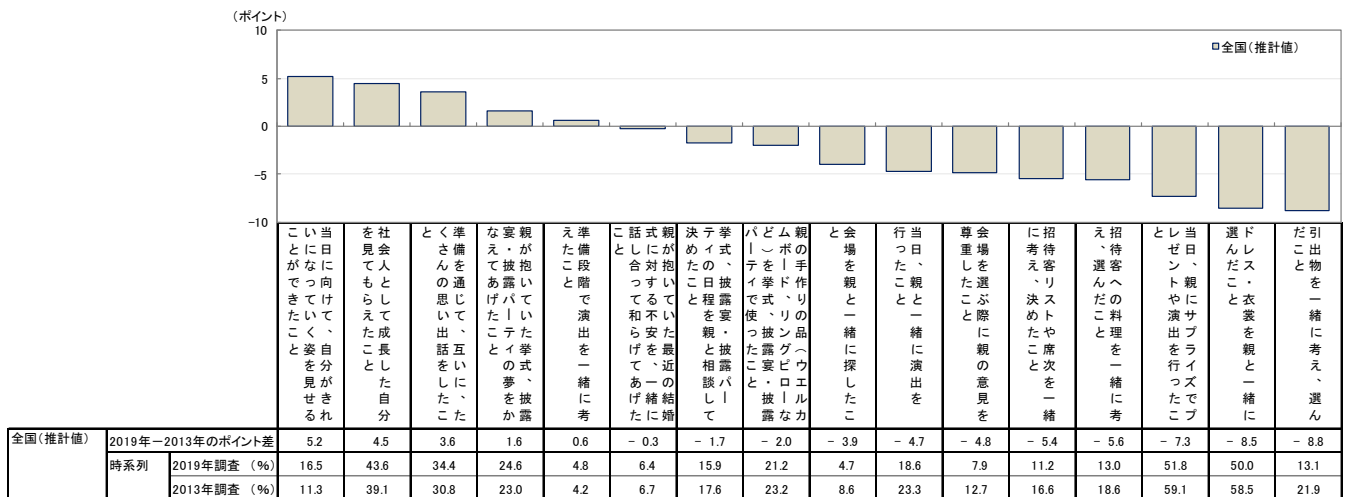 (ポイント)
10
5
0
-5
-10
全国(推計値)
当日に向けて、自分がきれ
いになっていく姿を見せる
ことができたこと
社会人として成長した自分
を見てもらえたこと
準備を通じて、互いに、た
くさんの思い出話をしたこ
と
親が抱いていた挙式、披露
宴・披露パーティの夢をか
なえてあげたこと
準備段階で演出を一緒に考
えたこと
親が抱いていた最近の結婚
式に対する不安を、一緒に
話し合って和らげてあげた
こと
挙式、披露宴・披露パー
ティの日程を親と相談して
決めたこと
親の手作りの品(ウエルカ
ムボード、リングピローな
ど)を挙式、披露宴・披露
パーティで使ったこと
会場を親と一緒に探したこ
と
当日、親と一緒に演出を
行ったこと
会場を選ぶ際に親の意見を
尊重したこと
招待客リストや席次を一緒
に考え、決めたこと
招待客への料理を一緒に考
え、選んだこと
当日、親にサプライズでプ
レゼントや演出を行ったこ
と
ドレス・衣裳を親と一緒に
選んだこと
引出物を一緒に考え、選ん
だこと
全国(推計値) 2019年-2013年のポイント差 5.2 4.5 3.6 1.6 0.6 - 0.3 - 1.7 - 2.0 - 3.9 - 4.7 - 4.8 - 5.4 - 5.6 - 7.3 - 8.5 - 8.8
時系列 2019年調査 (%) 16.5 43.6 34.4 24.6 4.8 6.4 15.9 21.2 4.7 18.6 7.9 11.2 13.0 51.8 50.0 13.1
2013年調査 (%) 11.3 39.1 30.8 23.0 4.2 6.7 17.6 23.2 8.6 23.3 12.7 16.6 18.6 59.1 58.5 21.9